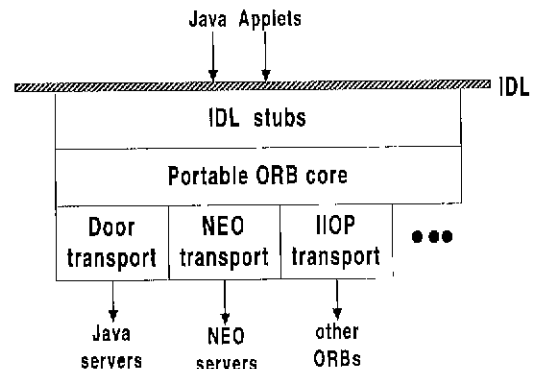 Java Applets
IDL
IDL stubs
Portable ORB core
Door transport
NEO transport
IIOP transport
●●●
Java servers
NEO servers
other ORBs